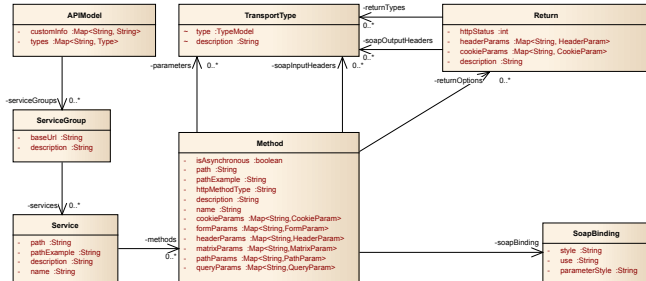 APIModel
- customInfo :Map<String, String>
- types :Map<String, Type>
TransportType
~ type :TypeModel
~ description :String
Return
- httpStatus :int
- headerParams :Map<String, HeaderParam>
- cookieParams :Map<String, CookieParam>
- description :String
-returnTypes
0..*
-soapOutputHeaders
0..*
-parameters
0..*
-soapInputHeaders
0..*
-returnOptions
0..*
-serviceGroups
0..*
ServiceGroup
- baseUrl :String
- description :String
-services
0..*
Service
- path :String
- pathExample :String
- description :String
- name :String
-methods
0..*
Method
- isAsynchronous :boolean
- path :String
- pathExample :String
- httpMethodType :String
- description :String
- name :String
- cookieParams :Map<String,CookieParam>
- formParams :Map<String,FormParam>
- headerParams :Map<String,HeaderParam>
- matrixParams :Map<String,MatrixParam>
- pathParams :Map<String,PathParam>
- queryParams :Map<String,QueryParam>
-soapBinding
SoapBinding
- style :String
- use :String
- parameterStyle :String